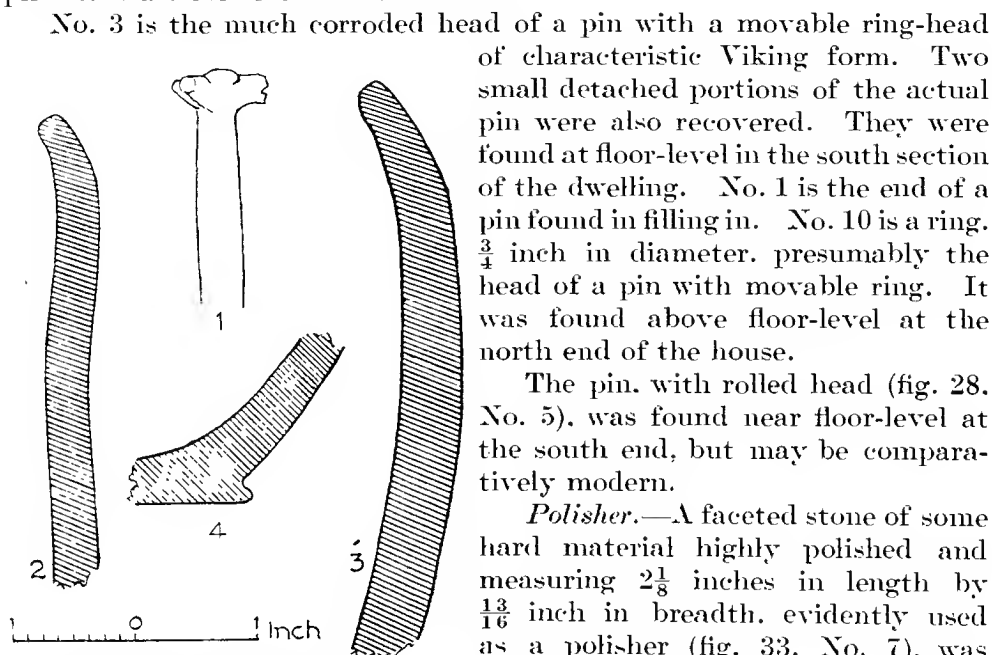 No. 3 is the much corroded head of a pin with a movable ring-head
of characteristic Viking form. Two
small detached portions of the actual
pin were also recovered. They were
found at floor-level in the south section
of the dwelling. No. 1 is the end of a
pin found in filling in. No. 10 is a ring.
3/4 inch in diameter. presumably the
head of a pin with movable ring. It
was found above floor-level at the
north end of the house.
The pin. with rolled head (fig. 28.
No. 5). was found near floor-level at
the south end, but may be compara-
tively modern.
Polisher.—A faceted stone of some
hard material highly polished and
measuring 2 1/8 inches in length by
13/16 inch in breadth. evidently used
as a polisher (fig. 33. No. 7). was
1
4
2
3
1 0 1 Inch